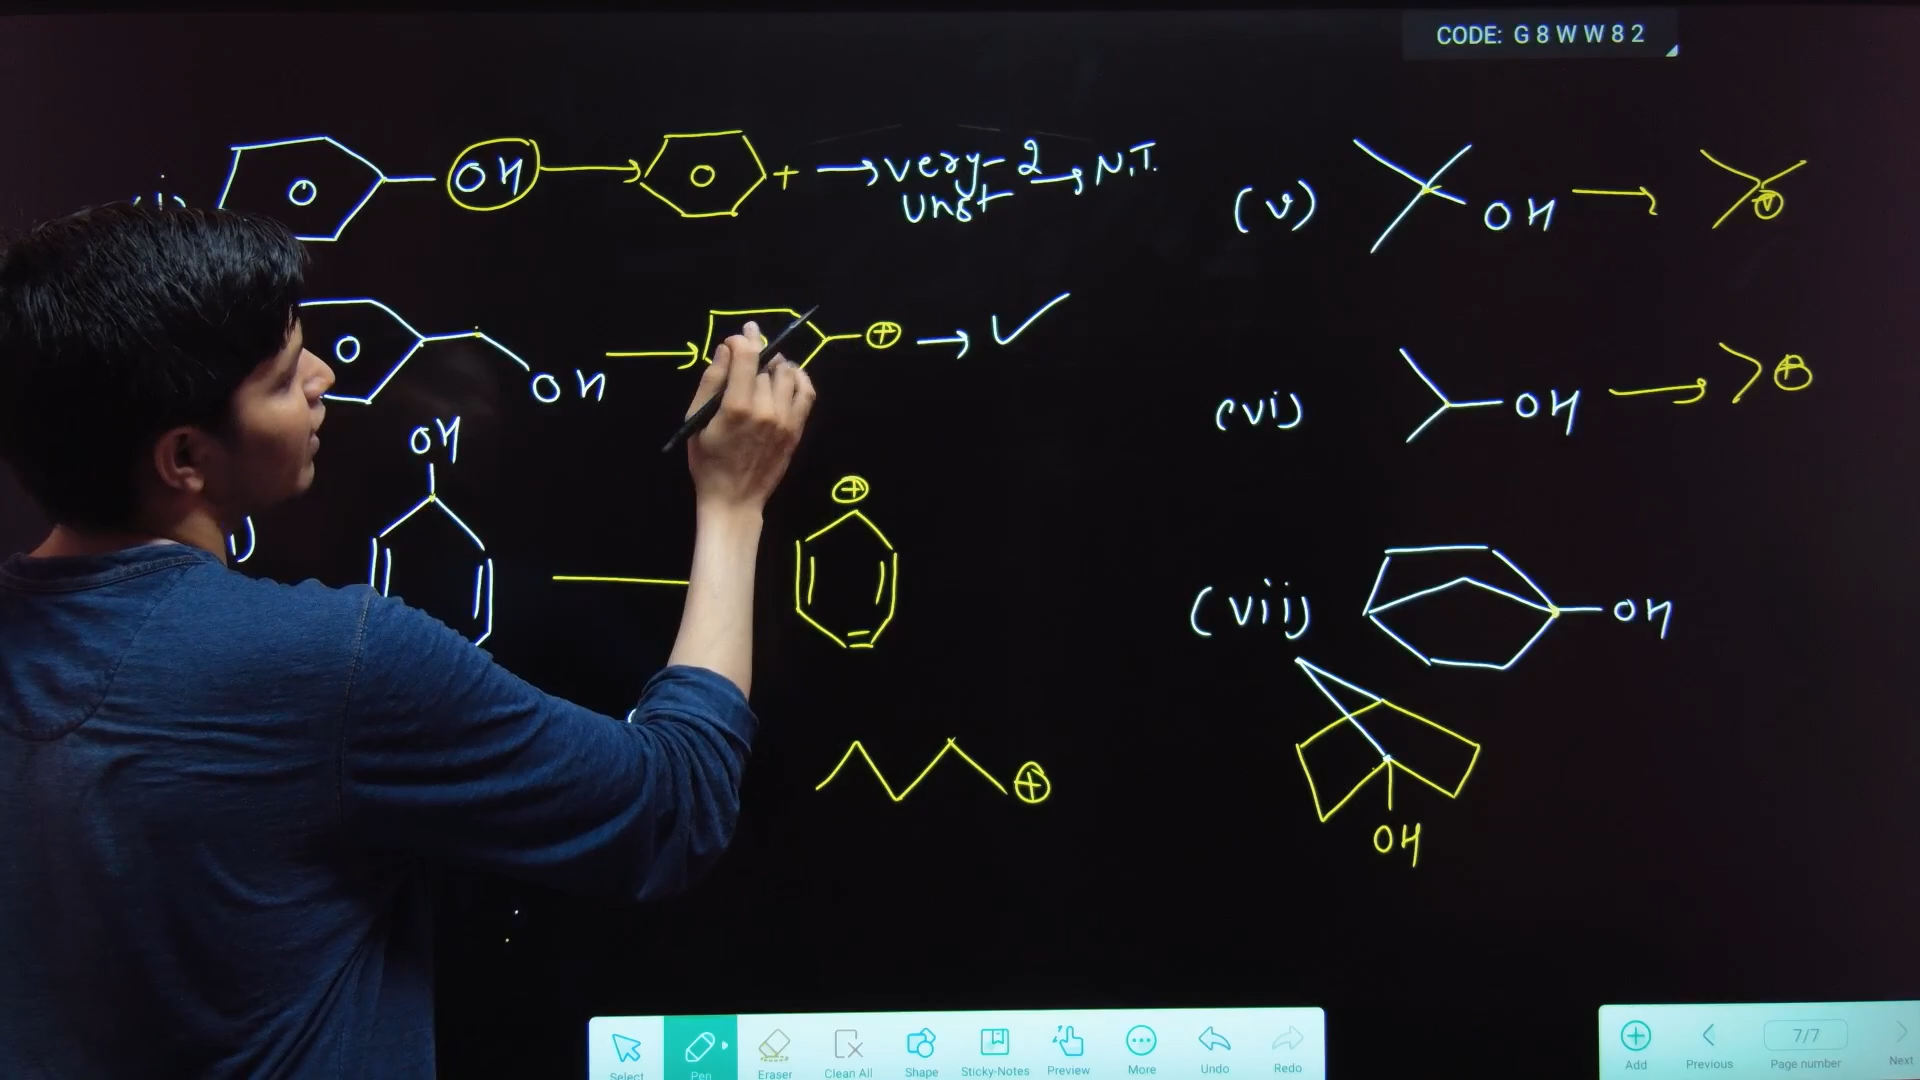 CODE: G8WW82
OH
+ → very-2 → N.T.
unst
(v) OH
OH
(vi) OH
OH
(vii) OH
OH
Select
Pen
Eraser
Clean All
Shape
Sticky-Notes
Preview
More
Undo
Redo
Add
Previous
7/7
Page number
Next